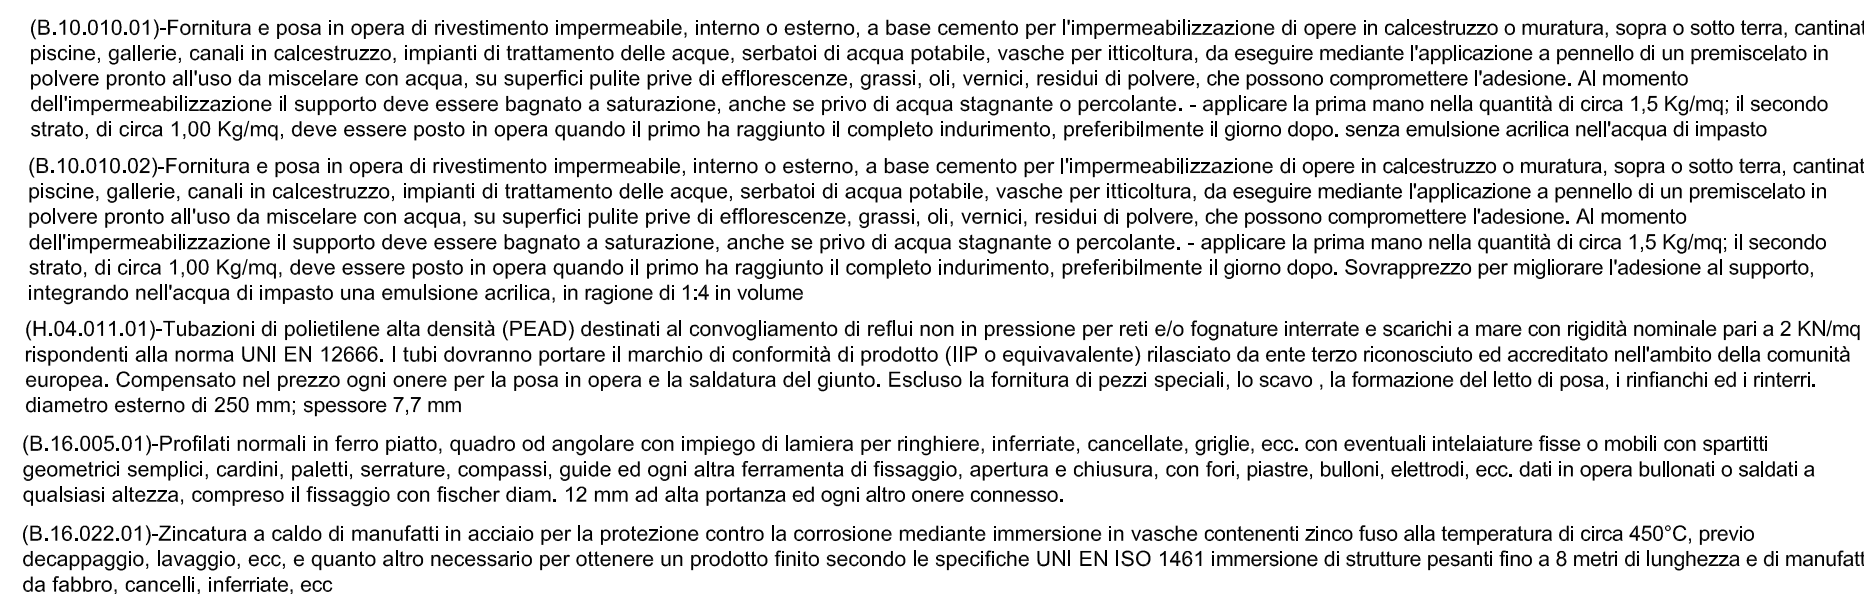 (B.10.010.01)-Fornitura e posa in opera di rivestimento impermeabile, interno o esterno, a base cemento per l'impermeabilizzazione di opere in calcestruzzo o muratura, sopra o sotto terra, cantinat
piscine, gallerie, canali in calcestruzzo, impianti di trattamento delle acque, serbatoi di acqua potabile, vasche per itticoltura, da eseguire mediante l'applicazione a pennello di un premiscelato in
polvere pronto all'uso da miscelare con acqua, su superfici pulite prive di efflorescenze, grassi, oli, vernici, residui di polvere, che possono compromettere l'adesione. Al momento
dell'impermeabilizzazione il supporto deve essere bagnato a saturazione, anche se privo di acqua stagnante o percolante. - applicare la prima mano nella quantità di circa 1,5 Kg/mq; il secondo
strato, di circa 1,00 Kg/mq, deve essere posto in opera quando il primo ha raggiunto il completo indurimento, preferibilmente il giorno dopo. senza emulsione acrilica nell'acqua di impasto
(B.10.010.02)-Fornitura e posa in opera di rivestimento impermeabile, interno o esterno, a base cemento per l'impermeabilizzazione di opere in calcestruzzo o muratura, sopra o sotto terra, cantinat
piscine, gallerie, canali in calcestruzzo, impianti di trattamento delle acque, serbatoi di acqua potabile, vasche per itticoltura, da eseguire mediante l'applicazione a pennello di un premiscelato in
polvere pronto all'uso da miscelare con acqua, su superfici pulite prive di efflorescenze, grassi, oli, vernici, residui di polvere, che possono compromettere l'adesione. Al momento
dell'impermeabilizzazione il supporto deve essere bagnato a saturazione, anche se privo di acqua stagnante o percolante. - applicare la prima mano nella quantità di circa 1,5 Kg/mq; il secondo
strato, di circa 1,00 Kg/mq, deve essere posto in opera quando il primo ha raggiunto il completo indurimento, preferibilmente il giorno dopo. Sovrapprezzo per migliorare l'adesione al supporto,
integrando nell'acqua di impasto una emulsione acrilica, in ragione di 1:4 in volume
(H.04.011.01)-Tubazioni di polietilene alta densità (PEAD) destinati al convogliamento di reflui non in pressione per reti e/o fognature interrate e scarichi a mare con rigidità nominale pari a 2 KN/mq
rispondenti alla norma UNI EN 12666. I tubi dovranno portare il marchio di conformità di prodotto (IIP o equivavalente) rilasciato da ente terzo riconosciuto ed accreditato nell'ambito della comunità
europea. Compensato nel prezzo ogni onere per la posa in opera e la saldatura del giunto. Escluso la fornitura di pezzi speciali, lo scavo , la formazione del letto di posa, i rinfianchi ed i rinterri.
diametro esterno di 250 mm; spessore 7,7 mm
(B.16.005.01)-Profilati normali in ferro piatto, quadro od angolare con impiego di lamiera per ringhiere, inferriate, cancellate, griglie, ecc. con eventuali intelaiature fisse o mobili con spartitti
geometrici semplici, cardini, paletti, serrature, compassi, guide ed ogni altra ferramenta di fissaggio, apertura e chiusura, con fori, piastre, bulloni, elettrodi, ecc. dati in opera bullonati o saldati a
qualsiasi altezza, compreso il fissaggio con fischer diam. 12 mm ad alta portanza ed ogni altro onere connesso.
(B.16.022.01)-Zincatura a caldo di manufatti in acciaio per la protezione contro la corrosione mediante immersione in vasche contenenti zinco fuso alla temperatura di circa 450°C, previo
decappaggio, lavaggio, ecc, e quanto altro necessario per ottenere un prodotto finito secondo le specifiche UNI EN ISO 1461 immersione di strutture pesanti fino a 8 metri di lunghezza e di manufatt
da fabbro, cancelli, inferriate, ecc